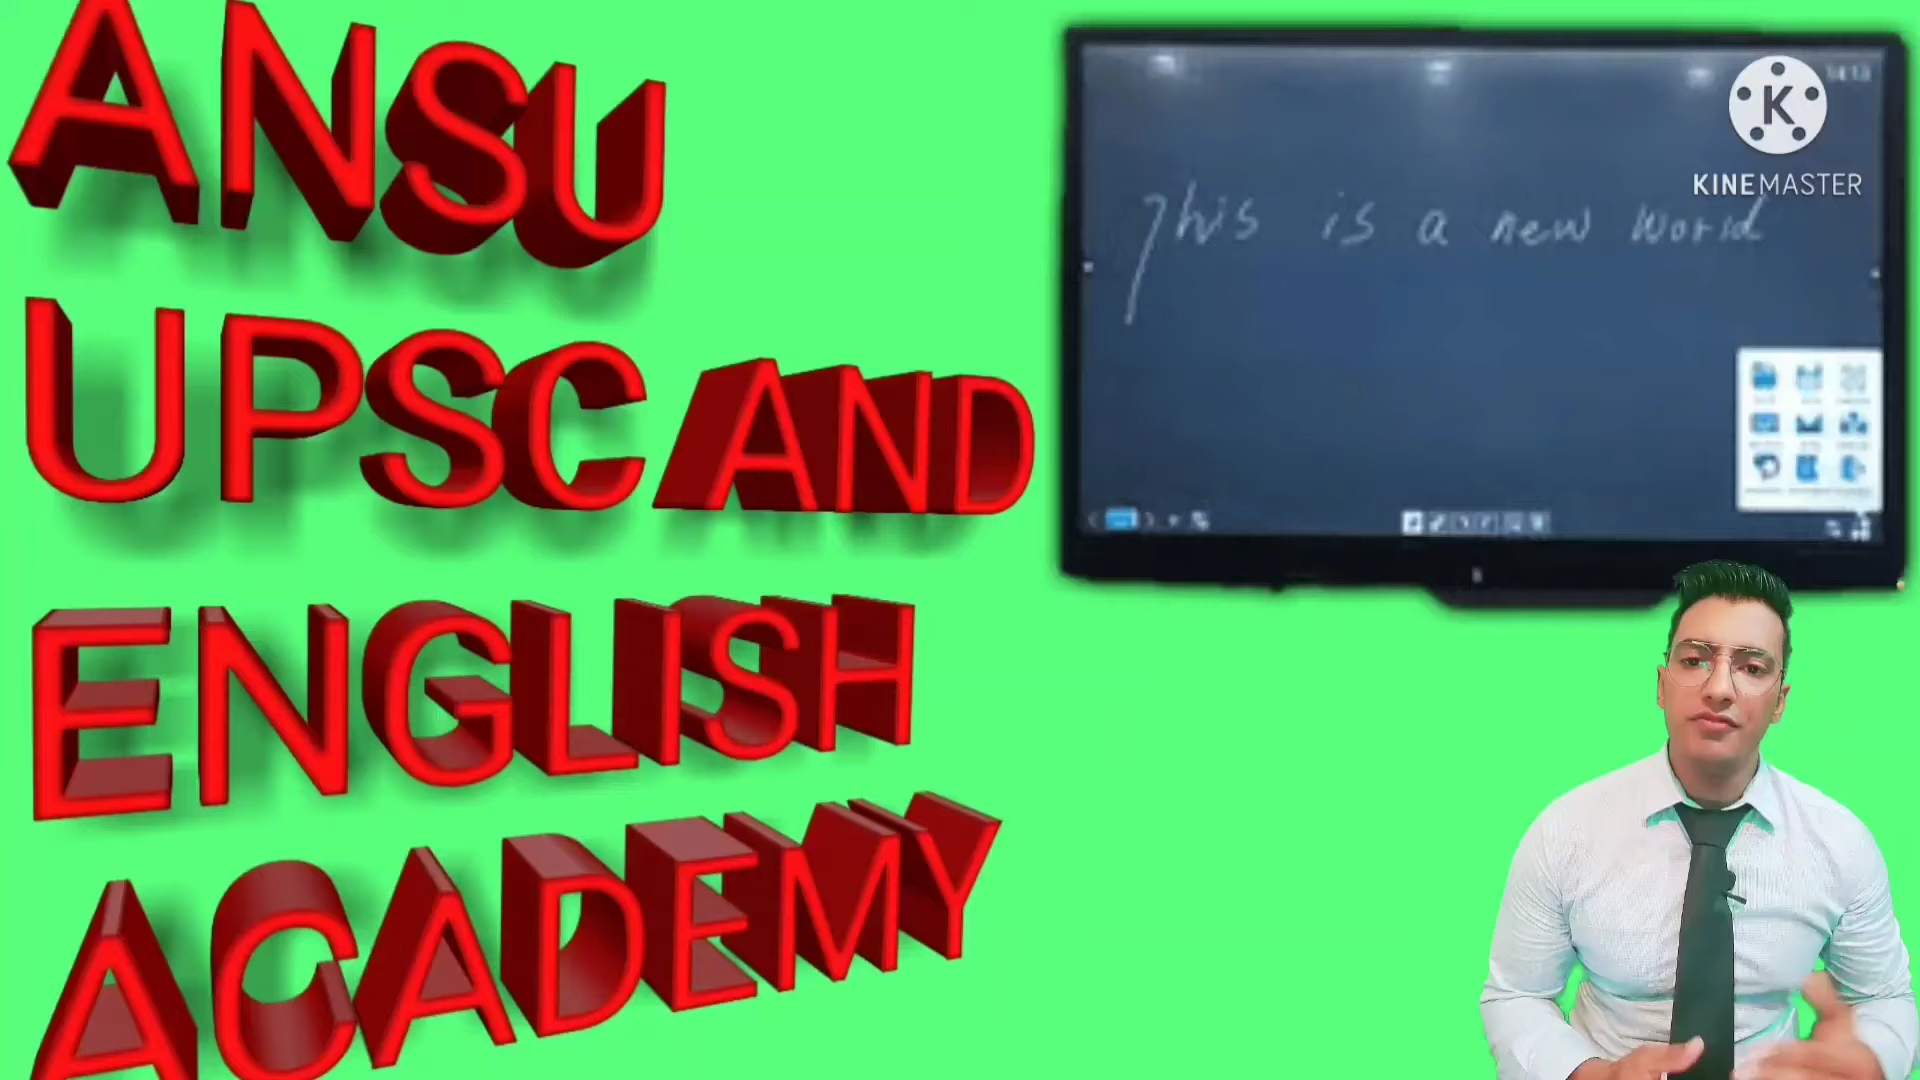 ANSU
UPSC AND
ENGLISH
ACADEMY
KINEMASTER
This is a new world